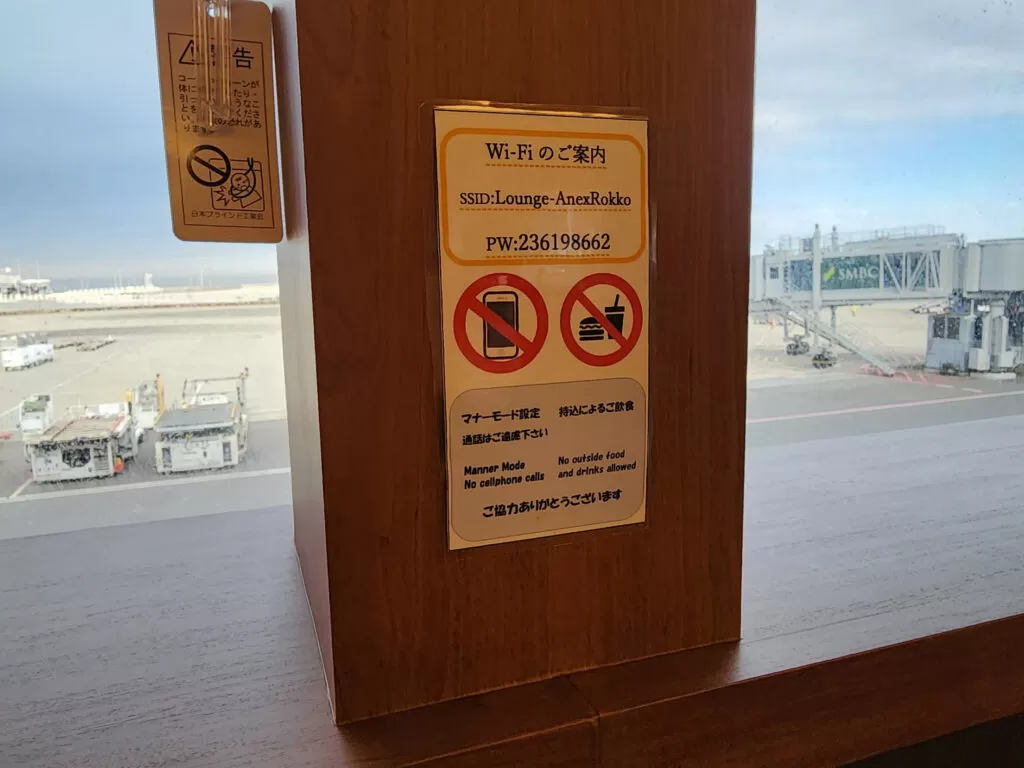 告
日本ブラインド工業会
Wi-Fi のご案内
SSID:Lounge-AnexRokko
PW:236198662
マナーモード設定
通話はご遠慮下さい
持込によるご飲食
Manner Mode
No cellphone calls
No outside food
and drinks allowed
ご協力ありがとうございます
SMBC